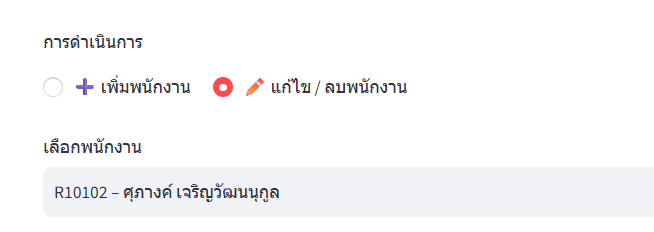 การดำเนินการ
➕ เพิ่มพนักงาน ✏️ แก้ไข / ลบพนักงาน
เลือกพนักงาน
R10102 – ศุภางค์ เจริญวัฒนนุกูล